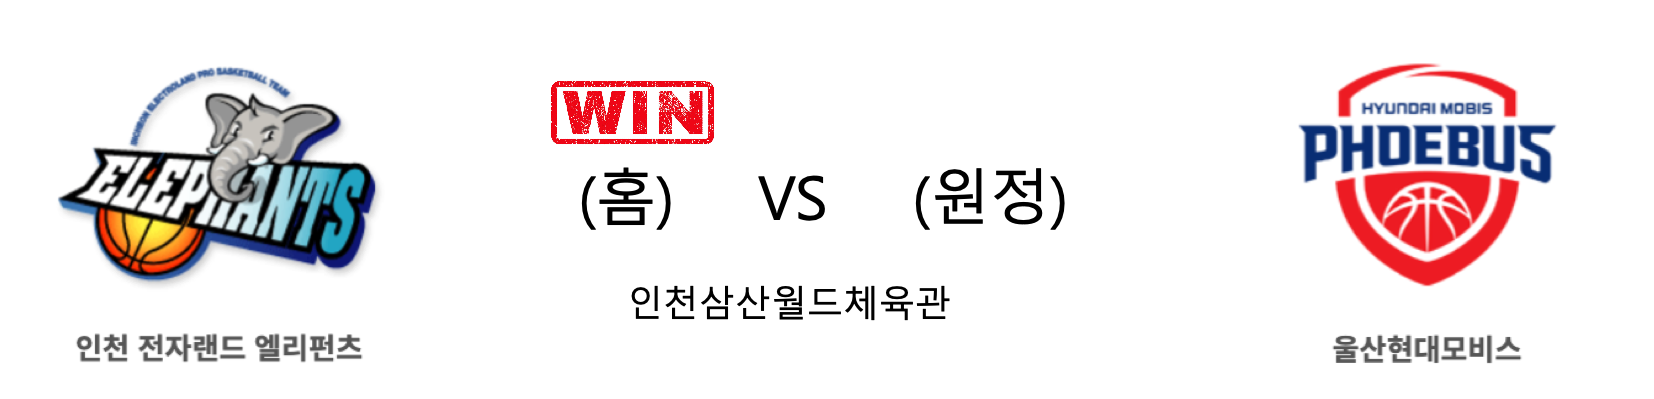 INCHEON ELECTROLAND PRO BASKETBALL TEAM
ELEPHANTS
인천 전자랜드 엘리펀츠
WIN
(홈) VS (원정)
인천삼산월드체육관
HYUNDAI MOBIS
PHOEBUS
울산현대모비스